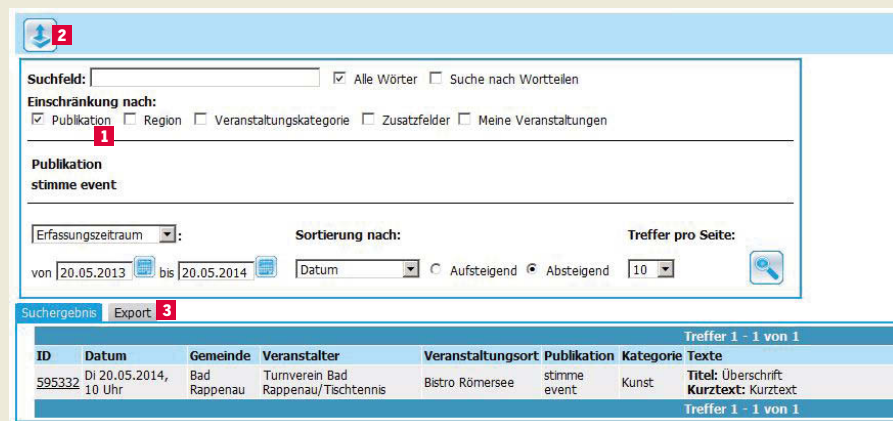 2
Suchfeld: Alle Wörter Suche nach Wortteilen
Einschränkung nach:
Publikation Region Veranstaltungskategorie Zusatzfelder Meine Veranstaltungen
1
Publikation
stimme event
Erfassungszeitraum : Sortierung nach: Treffer pro Seite:
von 20.05.2013 bis 20.05.2014 Datum Aufsteigend Absteigend 10
Suchergebnis Export 3
Treffer 1 - 1 von 1
ID Datum Gemeinde Veranstalter Veranstaltungsort Publikation Kategorie Texte
595332 Di 20.05.2014, 10 Uhr Bad Rappenau Turnverein Bad Rappenau/Tischtennis Bistro Römersee stimme event Kunst Titel: Überschrift
Kurztext: Kurztext
Treffer 1 - 1 von 1